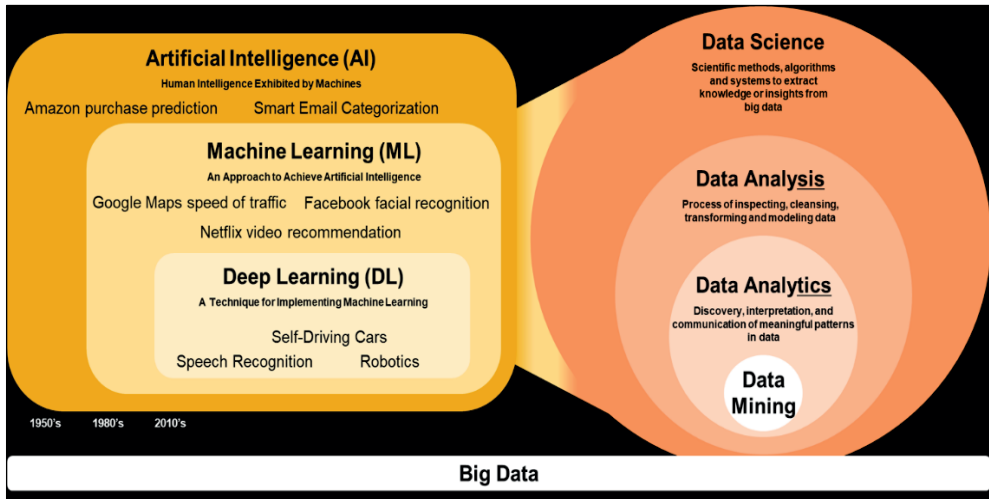 Artificial Intelligence (AI)
Human Intelligence Exhibited by Machines
Amazon purchase prediction
Smart Email Categorization
Machine Learning (ML)
An Approach to Achieve Artificial Intelligence
Google Maps speed of traffic
Facebook facial recognition
Netflix video recommendation
Deep Learning (DL)
A Technique for Implementing Machine Learning
Self-Driving Cars
Speech Recognition
Robotics
1950's
1980's
2010's
Data Science
Scientific methods, algorithms
and systems to extract
knowledge or insights from
big data
Data Analysis
Process of inspecting, cleansing,
transforming and modeling data
Data Analytics
Discovery, interpretation, and
communication of meaningful patterns
in data
Data
Mining
Big Data